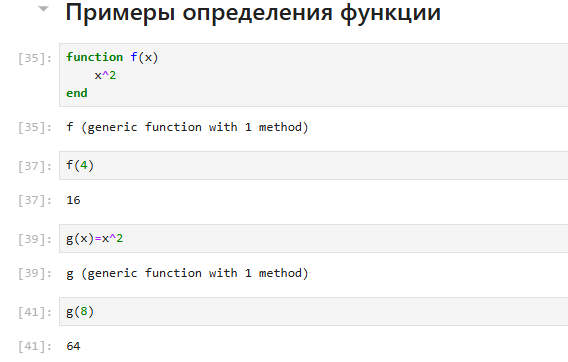 Примеры определения функции
[35]: function f(x)
x^2
end
[35]: f (generic function with 1 method)
[37]: f(4)
[37]: 16
[39]: g(x)=x^2
[39]: g (generic function with 1 method)
[41]: g(8)
[41]: 64